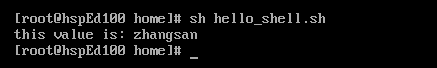 [root@hspEd100 home]# sh hello_shell.sh
this value is: zhangsan
[root@hspEd100 home]# _